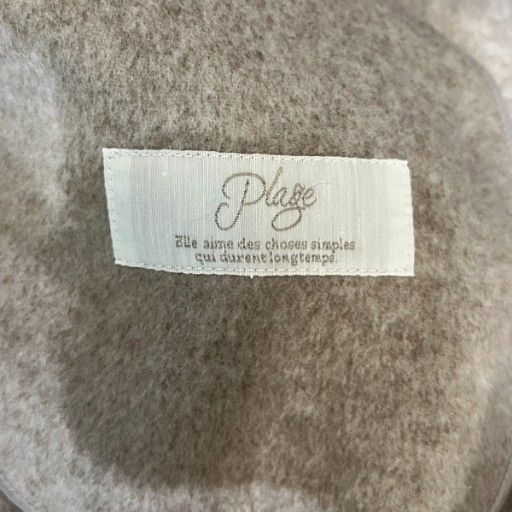 Plage
Elle aime des choses simples
qui durent longtemps.